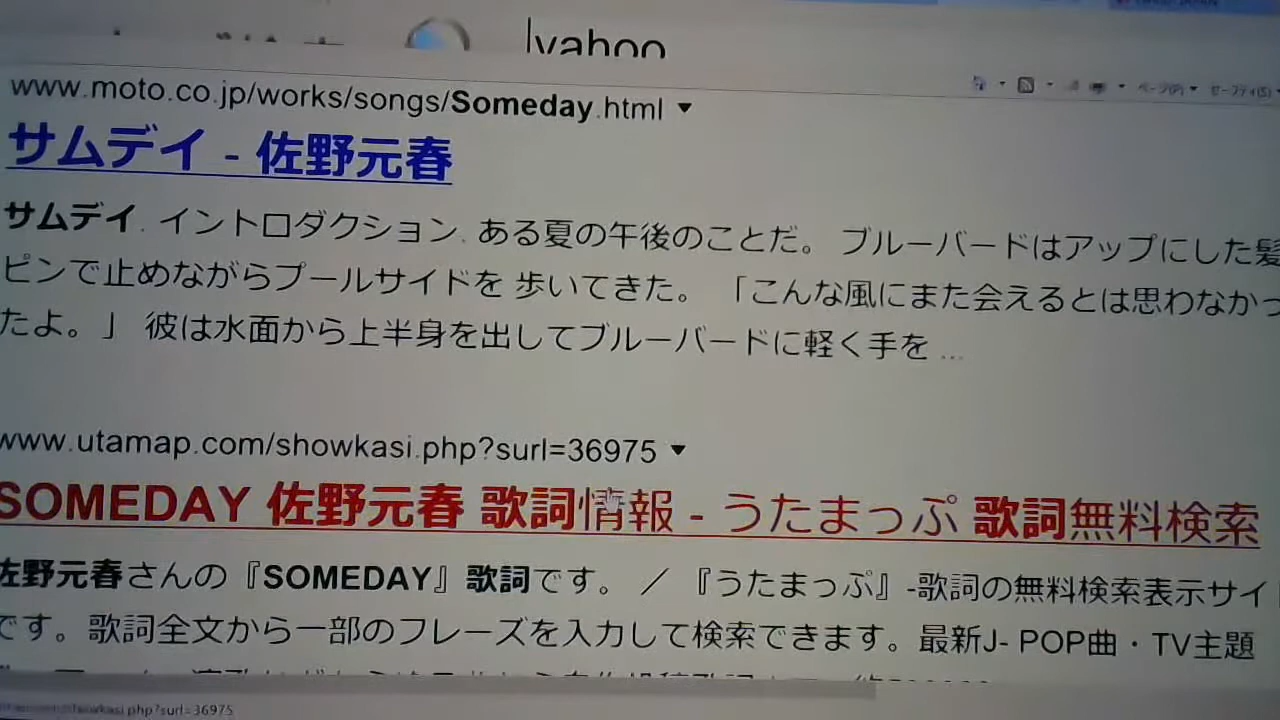 yahoo
www.moto.co.jp/works/songs/Someday.html
サムデイ - 佐野元春
サムデイ. イントロダクション. ある夏の午後のことだ。 ブルーバードはアップにした髪
ピンで止めながらプールサイドを 歩いてきた。 「こんな風にまた会えるとは思わなかっ
たよ。」 彼は水面から上半身を出してブルーバードに軽く手を ...
www.utamap.com/showkasi.php?surl=36975
SOMEDAY 佐野元春 歌詞情報 - うたまっぷ 歌詞無料検索
佐野元春さんの『SOMEDAY』歌詞です。 ／ 『うたまっぷ』-歌詞の無料検索表示サイ
です。歌詞全文から一部のフレーズを入力して検索できます。最新J- POP曲・TV主題
showkasi.php?surl=36975